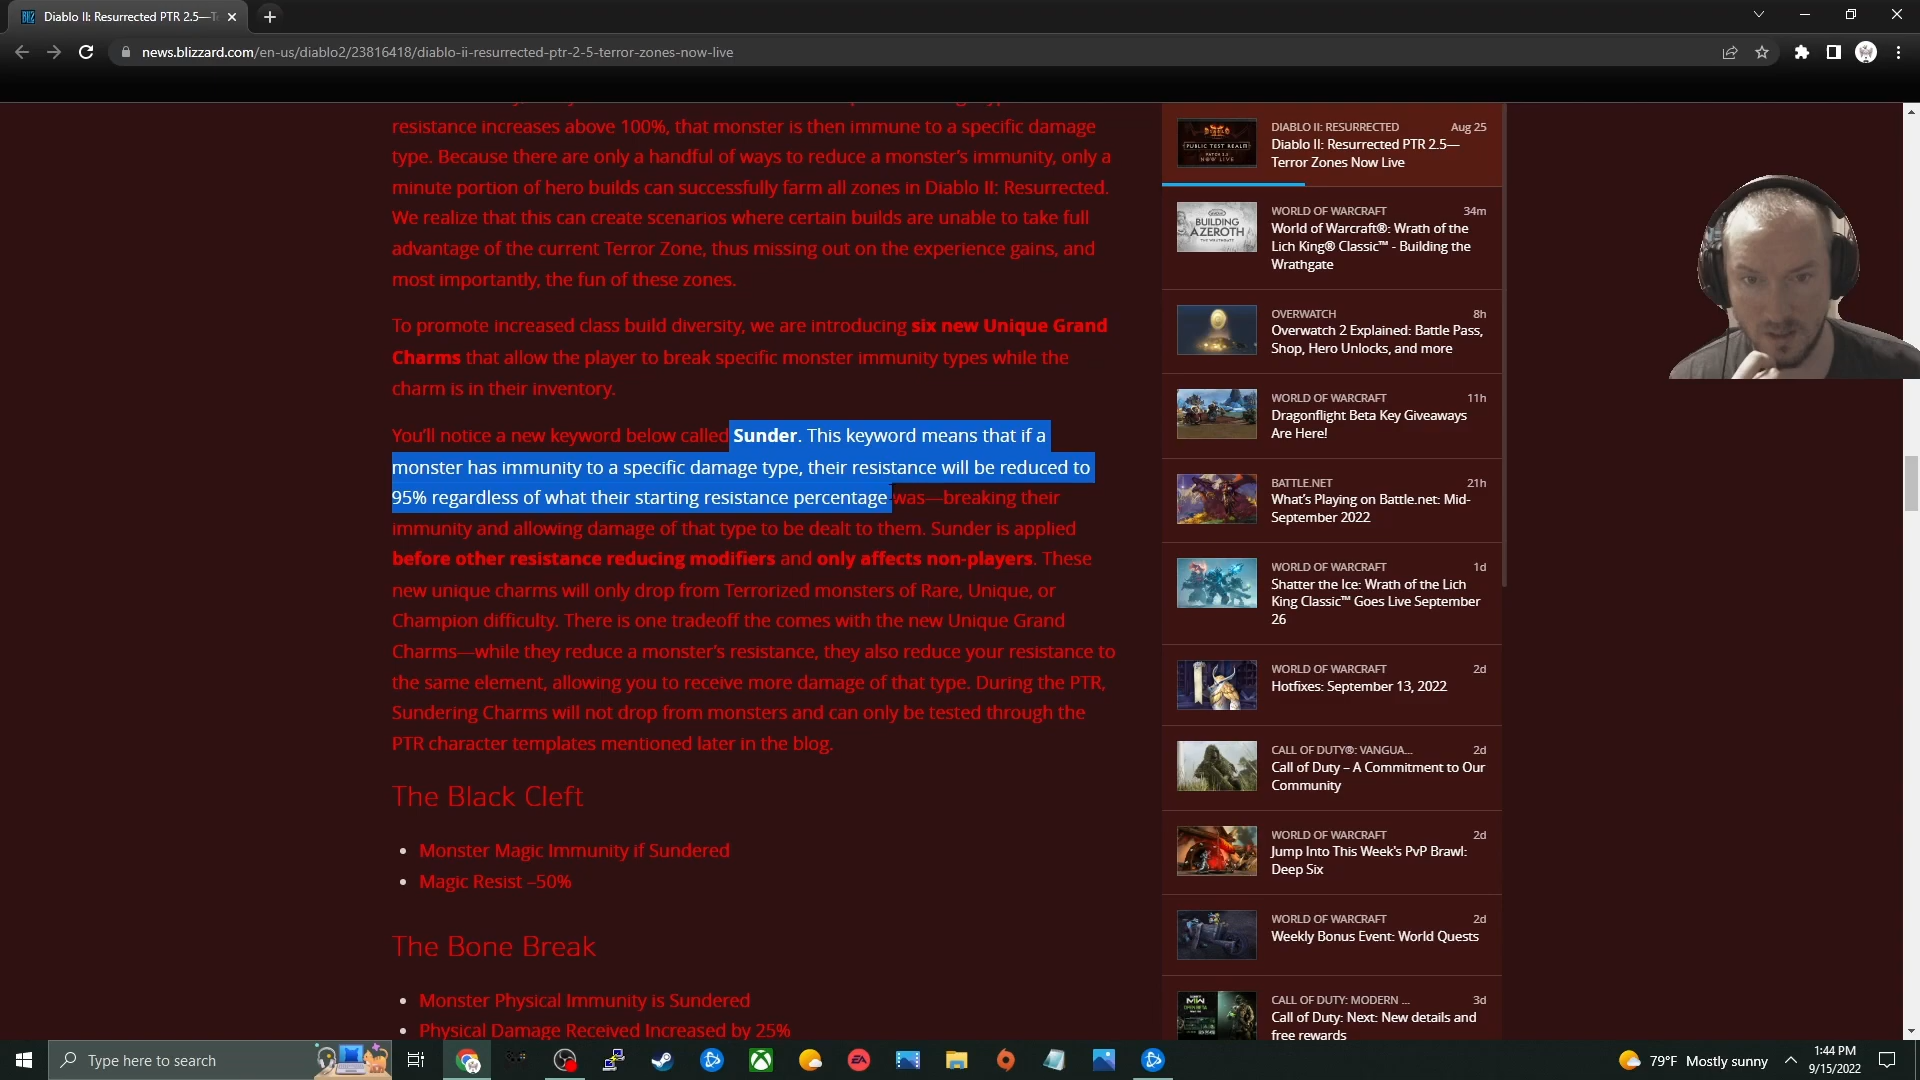 Diablo II: Resurrected PTR 2.5—T
news.blizzard.com/en-us/diablo2/23816418/diablo-ii-resurrected-ptr-2-5-terror-zones-now-live
resistance increases above 100%, that monster is then immune to a specific damage
type. Because there are only a handful of ways to reduce a monster's immunity, only a
minute portion of hero builds can successfully farm all zones in Diablo II: Resurrected.
We realize that this can create scenarios where certain builds are unable to take full
advantage of the current Terror Zone, thus missing out on the experience gains, and
most importantly, the fun of these zones.
To promote increased class build diversity, we are introducing six new Unique Grand
Charms that allow the player to break specific monster immunity types while the
charm is in their inventory.
You'll notice a new keyword below called Sunder. This keyword means that if a
monster has immunity to a specific damage type, their resistance will be reduced to
95% regardless of what their starting resistance percentage was—breaking their
immunity and allowing damage of that type to be dealt to them. Sunder is applied
before other resistance reducing modifiers and only affects non-players. These
new unique charms will only drop from Terrorized monsters of Rare, Unique, or
Champion difficulty. There is one tradeoff the comes with the new Unique Grand
Charms—while they reduce a monster's resistance, they also reduce your resistance to
the same element, allowing you to receive more damage of that type. During the PTR,
Sundering Charms will not drop from monsters and can only be tested through the
PTR character templates mentioned later in the blog.
The Black Cleft
Monster Magic Immunity if Sundered
Magic Resist –50%
The Bone Break
Monster Physical Immunity is Sundered
Physical Damage Received Increased by 25%
DIABLO II: RESURRECTED Aug 25
Diablo II: Resurrected PTR 2.5—
Terror Zones Now Live
PUBLIC TEST REALM
NOW LIVE
WORLD OF WARCRAFT 34m
World of Warcraft®: Wrath of the
Lich King® Classic™ - Building the
Wrathgate
BUILDING
AZEROTH
THE WRATHGATE
OVERWATCH 8h
Overwatch 2 Explained: Battle Pass,
Shop, Hero Unlocks, and more
WORLD OF WARCRAFT 11h
Dragonflight Beta Key Giveaways
Are Here!
BATTLE.NET 21h
What's Playing on Battle.net: Mid-
September 2022
WORLD OF WARCRAFT 1d
Shatter the Ice: Wrath of the Lich
King Classic™ Goes Live September
26
WORLD OF WARCRAFT 2d
Hotfixes: September 13, 2022
CALL OF DUTY®: VANGUA... 2d
Call of Duty – A Commitment to Our
Community
WORLD OF WARCRAFT 2d
Jump Into This Week's PvP Brawl:
Deep Six
WORLD OF WARCRAFT 2d
Weekly Bonus Event: World Quests
CALL OF DUTY: MODERN ... 3d
Call of Duty: Next: New details and
free rewards
Type here to search
EA
79°F Mostly sunny
1:44 PM
9/15/2022